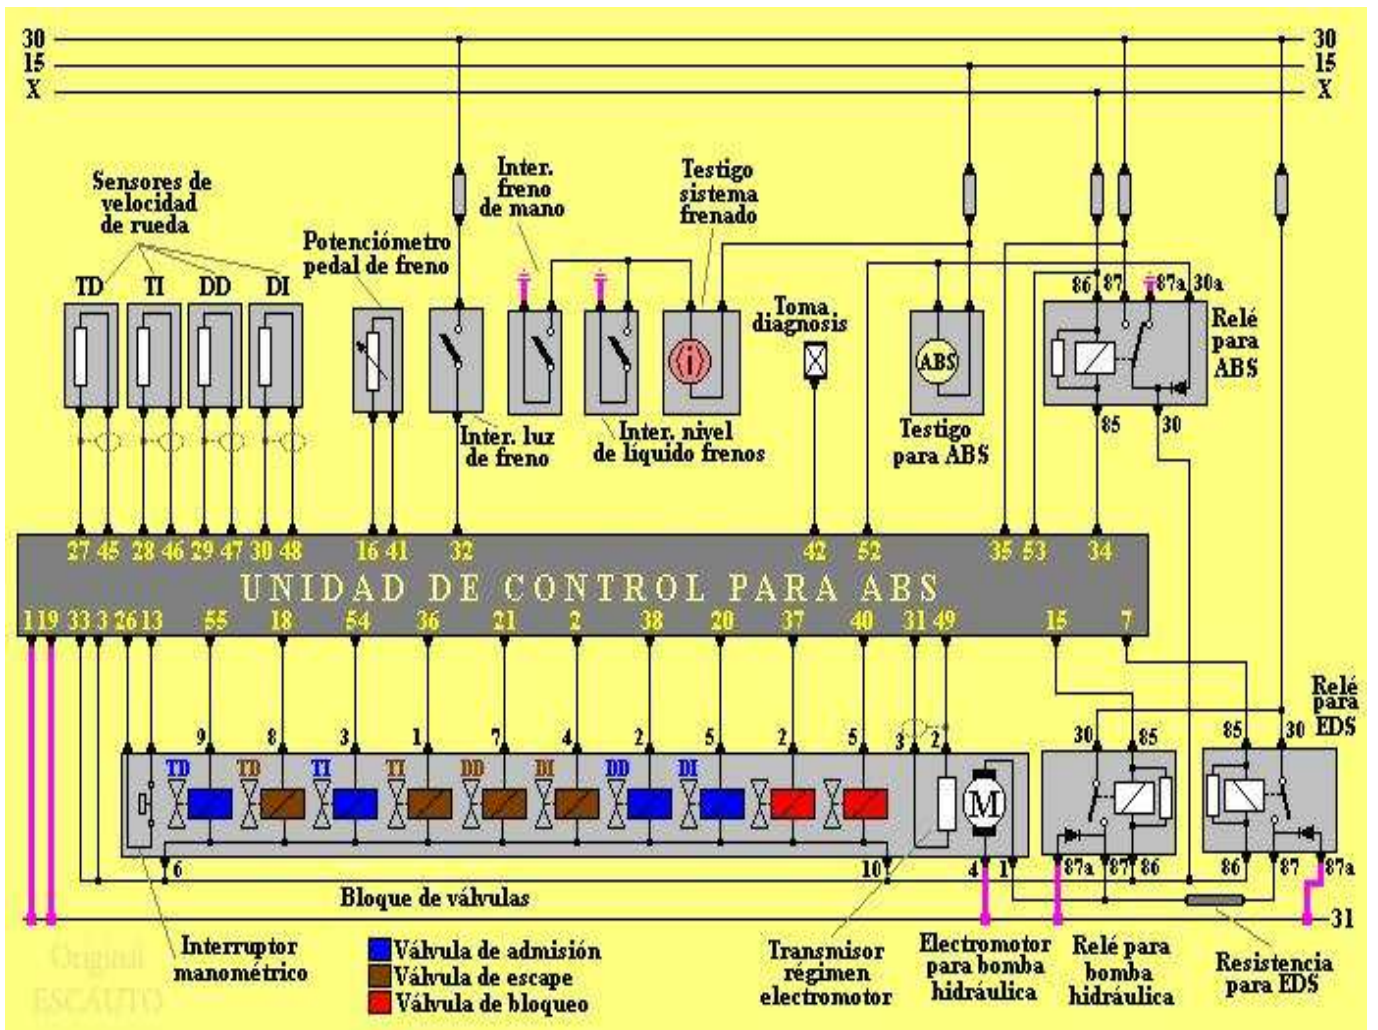 30 30
15 15
X X
Sensores de
velocidad
de rueda
TD TI DD DI
Potenciómetro
pedal de freno
Inter.
freno
de mano
Testigo
sistema
frenado
Toma
diagnosis
ABS
86 87 87a 30a
Relé
para
ABS
85 30
Inter. luz
de freno
Inter. nivel
de líquido frenos
Testigo
para ABS
27 45 28 46 29 47 30 48 16 41 32 42 52 35 53 34
UNIDAD DE CONTROL PARA ABS
1 19 33 3 26 13 55 18 54 36 21 2 38 20 37 40 31 49 15 7
Relé
para
EDS
9 8 3 1 7 4 2 5 2 5 3 2 30 85 85 30
TD TD TI TI DD DI DD DI
M
6 10 4 1 87a 87 86 86 87 87a
Bloque de válvulas
31
Interruptor
manométrico
Válvula de admisión
Válvula de escape
Válvula de bloqueo
Transmisor
régimen
electromotor
Electromotor
para bomba
hidráulica
Relé para
bomba
hidráulica
Resistencia
para EDS
Original
ESCAUTO